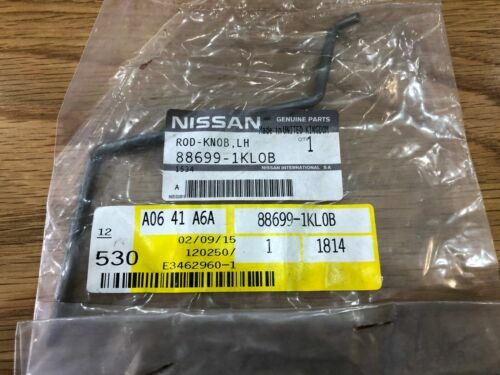 NISSAN GENUINE PARTS
Made in UNITED KINGDOM
ROD-KNOB,LH QTY 1
88699-1KL0B
1534
NISSAN INTERNATIONAL S.A
A
A06 41 A6A 88699-1KL0B
12
530
02/09/15 1 1814
120250/
E3462960-1